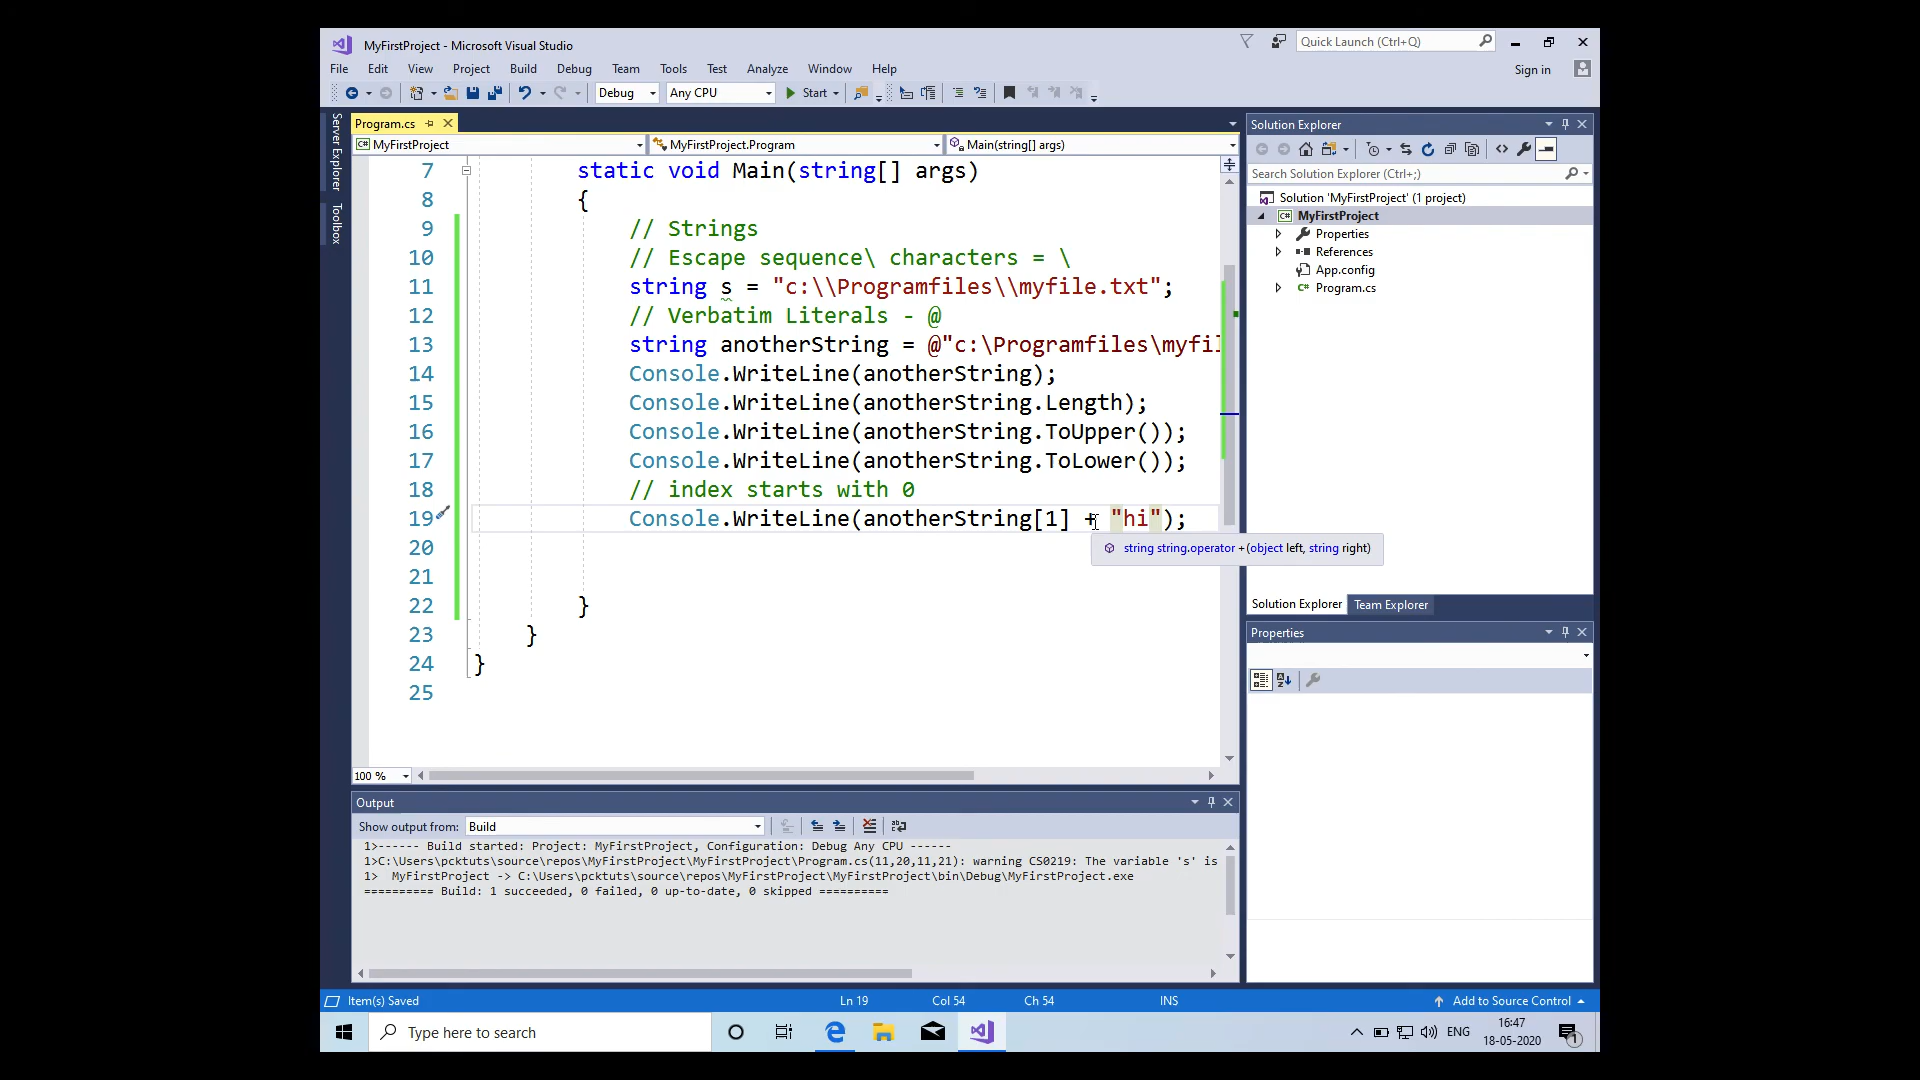 MyFirstProject - Microsoft Visual Studio
Quick Launch (Ctrl+Q)
File Edit View Project Build Debug Team Tools Test Analyze Window Help
Sign in
Debug Any CPU Start
Server Explorer
Toolbox
Program.cs
MyFirstProject MyFirstProject.Program Main(string[] args)
7 static void Main(string[] args)
8 {
9 // Strings
10 // Escape sequence\ characters = \
11 string s = "c:\\Programfiles\\myfile.txt";
12 // Verbatim Literals - @
13 string anotherString = @"c:\Programfiles\myfil
14 Console.WriteLine(anotherString);
15 Console.WriteLine(anotherString.Length);
16 Console.WriteLine(anotherString.ToUpper());
17 Console.WriteLine(anotherString.ToLower());
18 // index starts with 0
19 Console.WriteLine(anotherString[1] + "hi");
string string.operator +(object left, string right)
20
21
22 }
23 }
24 }
25
100 %
Solution Explorer
Search Solution Explorer (Ctrl+;)
Solution 'MyFirstProject' (1 project)
MyFirstProject
Properties
References
App.config
Program.cs
Solution Explorer Team Explorer
Properties
Output
Show output from: Build
1>------ Build started: Project: MyFirstProject, Configuration: Debug Any CPU ------
1>C:\Users\pcktuts\source\repos\MyFirstProject\MyFirstProject\Program.cs(11,20,11,21): warning CS0219: The variable 's' is
1>  MyFirstProject -> C:\Users\pcktuts\source\repos\MyFirstProject\MyFirstProject\bin\Debug\MyFirstProject.exe
========== Build: 1 succeeded, 0 failed, 0 up-to-date, 0 skipped ==========
Item(s) Saved Ln 19 Col 54 Ch 54 INS Add to Source Control
Type here to search
ENG
16:47
18-05-2020
1